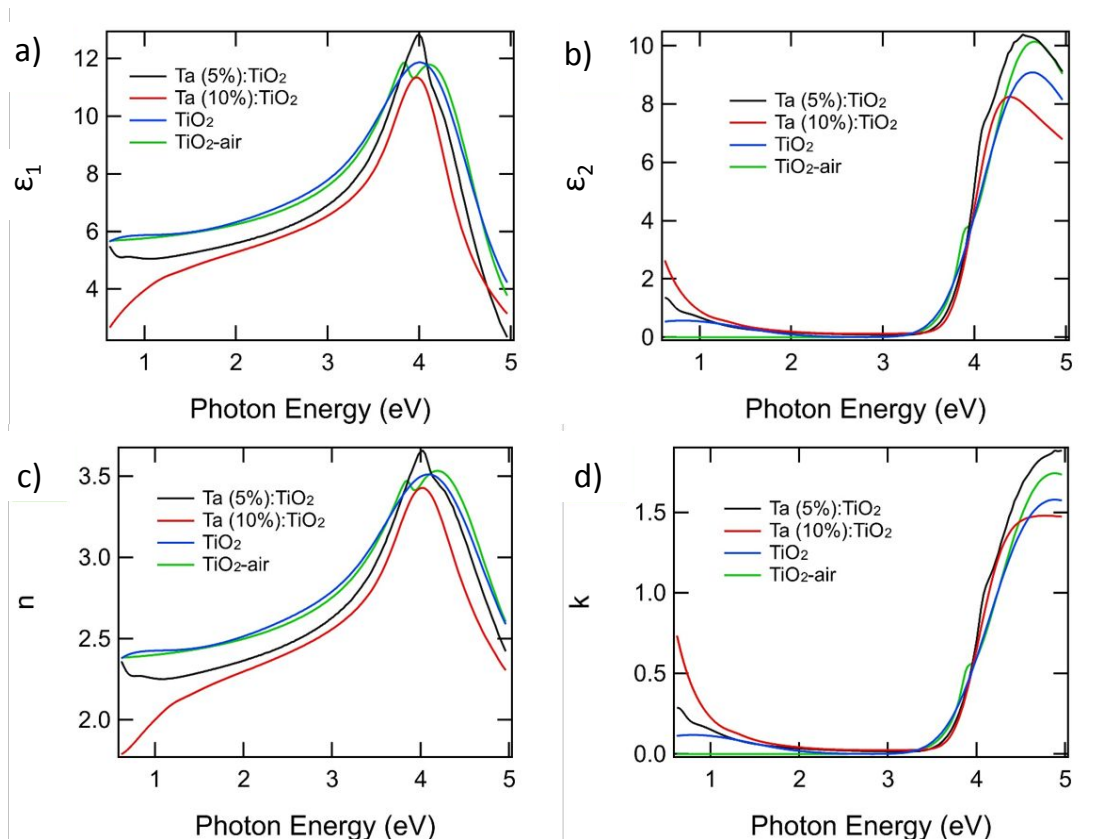 a)
ε₁
12
10
8
6
4
Ta (5%):TiO₂
Ta (10%):TiO₂
TiO₂
TiO₂-air
1 2 3 4 5
Photon Energy (eV)
b)
ε₂
10
8
6
4
2
0
Ta (5%):TiO₂
Ta (10%):TiO₂
TiO₂
TiO₂-air
1 2 3 4 5
Photon Energy (eV)
c)
n
3.5
3.0
2.5
2.0
Ta (5%):TiO₂
Ta (10%):TiO₂
TiO₂
TiO₂-air
1 2 3 4 5
Photon Energy (eV)
d)
k
1.5
1.0
0.5
0.0
Ta (5%):TiO₂
Ta (10%):TiO₂
TiO₂
TiO₂-air
1 2 3 4 5
Photon Energy (eV)